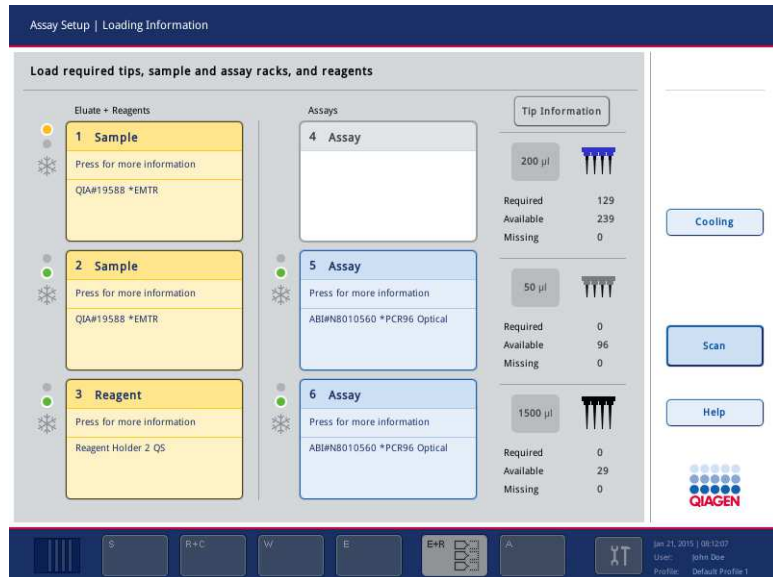 Assay Setup | Loading Information
Load required tips, sample and assay racks, and reagents
Eluate + Reagents
1 Sample
Press for more information
QIA#19588 *EMTR
2 Sample
Press for more information
QIA#19588 *EMTR
3 Reagent
Press for more information
Reagent Holder 2 QS
Assays
4 Assay
5 Assay
Press for more information
ABI#N8010560 *PCR96 Optical
6 Assay
Press for more information
ABI#N8010560 *PCR96 Optical
Tip Information
200 µl
Required 129
Available 239
Missing 0
50 µl
Required 0
Available 96
Missing 0
1500 µl
Required 0
Available 29
Missing 0
Cooling
Scan
Help
QIAGEN
S
R+C
W
E
E+R
A
Jan 21, 2015 | 08:12:07
User: John Doe
Profile: Default Profile 1